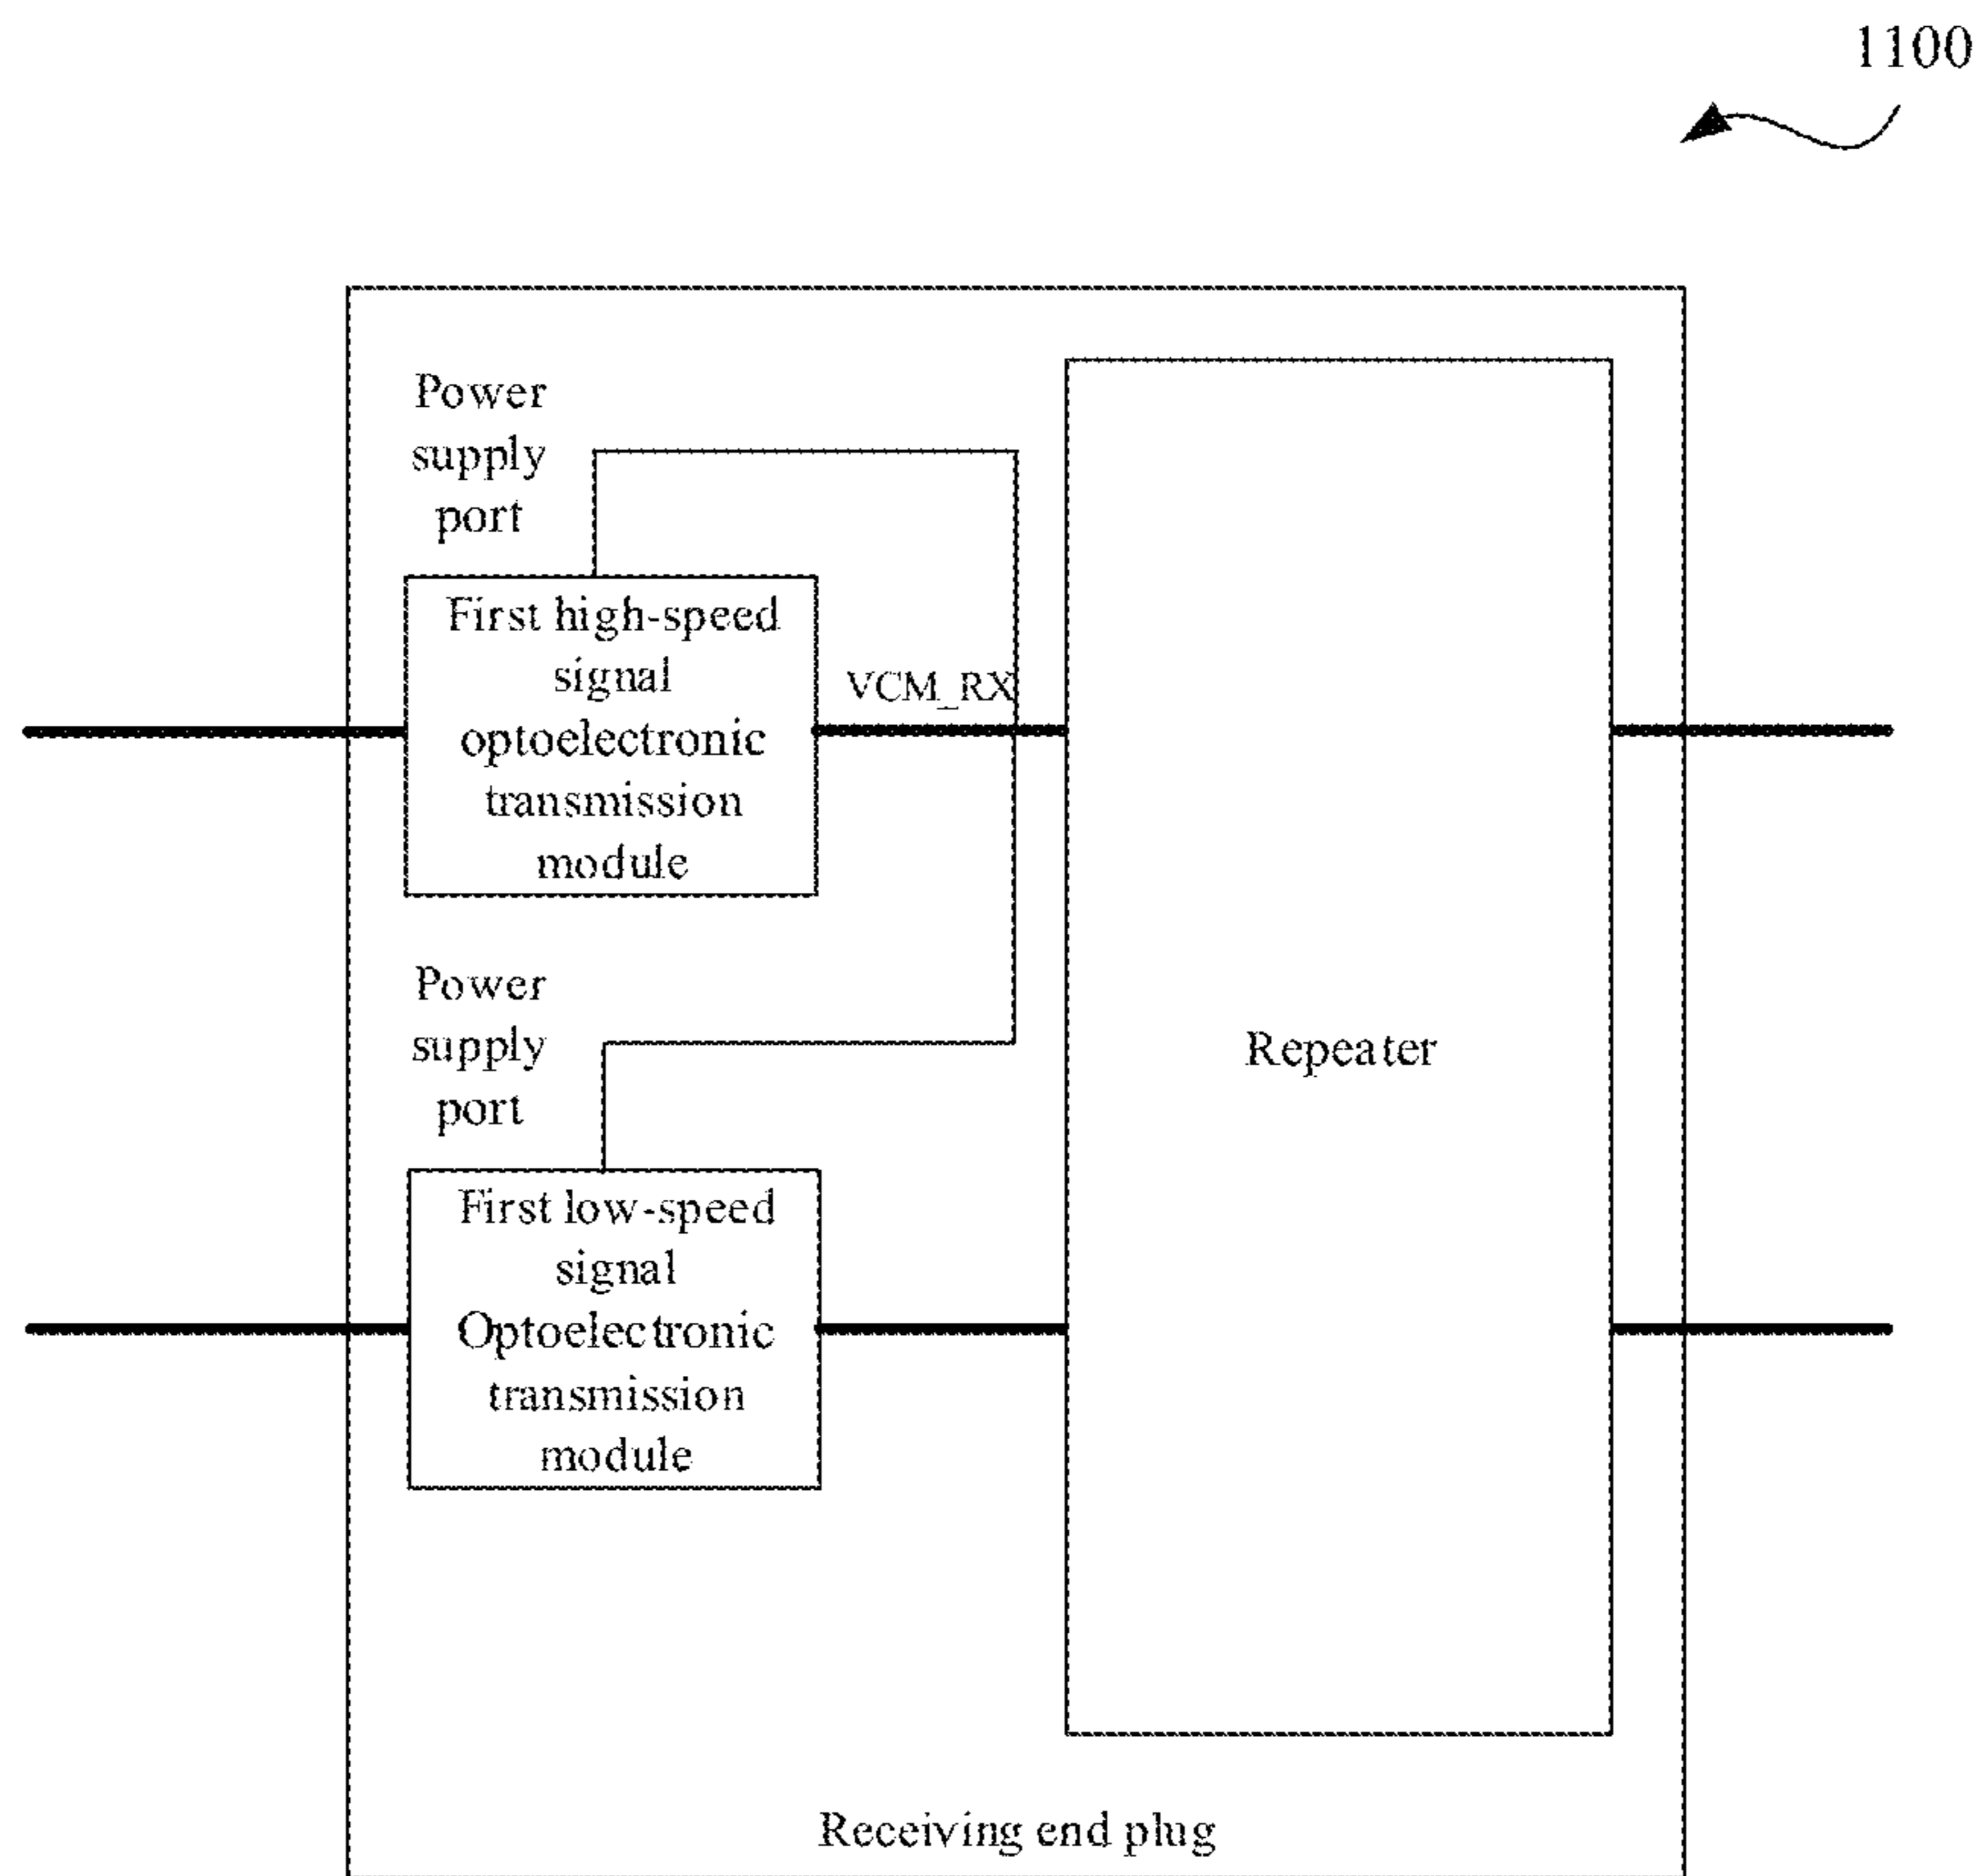 1100
Power
supply
port
First high-speed
signal
optoelectronic
transmission
module
VCM_RX
Power
supply
port
First low-speed
signal
Optoelectronic
transmission
module
Repeater
Receiving end plug